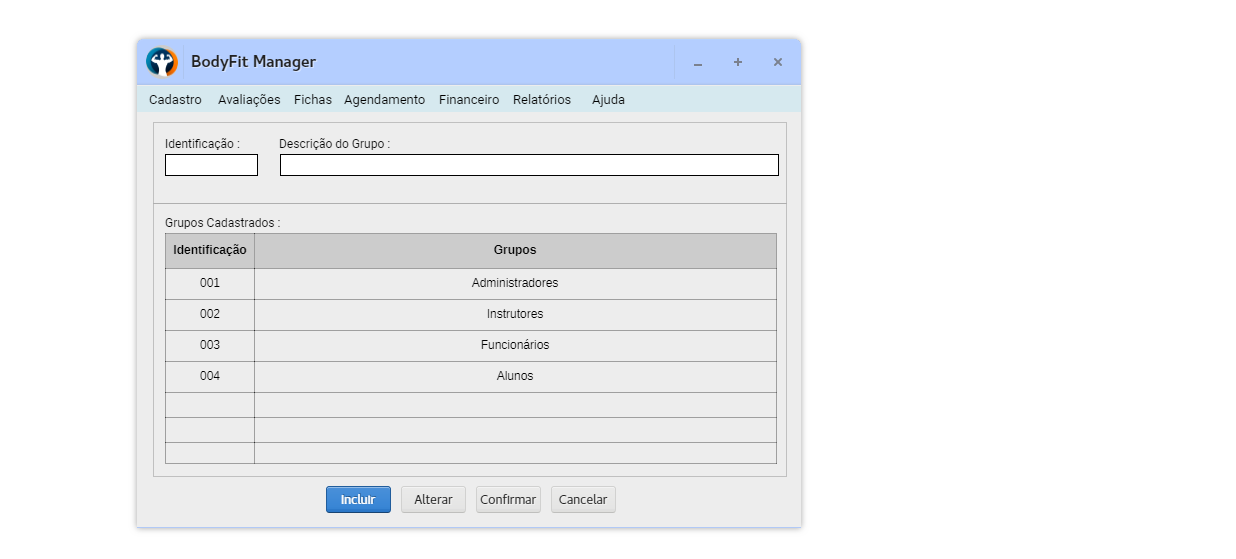 BodyFit Manager
Cadastro Avaliações Fichas Agendamento Financeiro Relatórios Ajuda
Identificação : Descrição do Grupo :
Grupos Cadastrados :
Identificação Grupos
001 Administradores
002 Instrutores
003 Funcionários
004 Alunos
Incluir Alterar Confirmar Cancelar